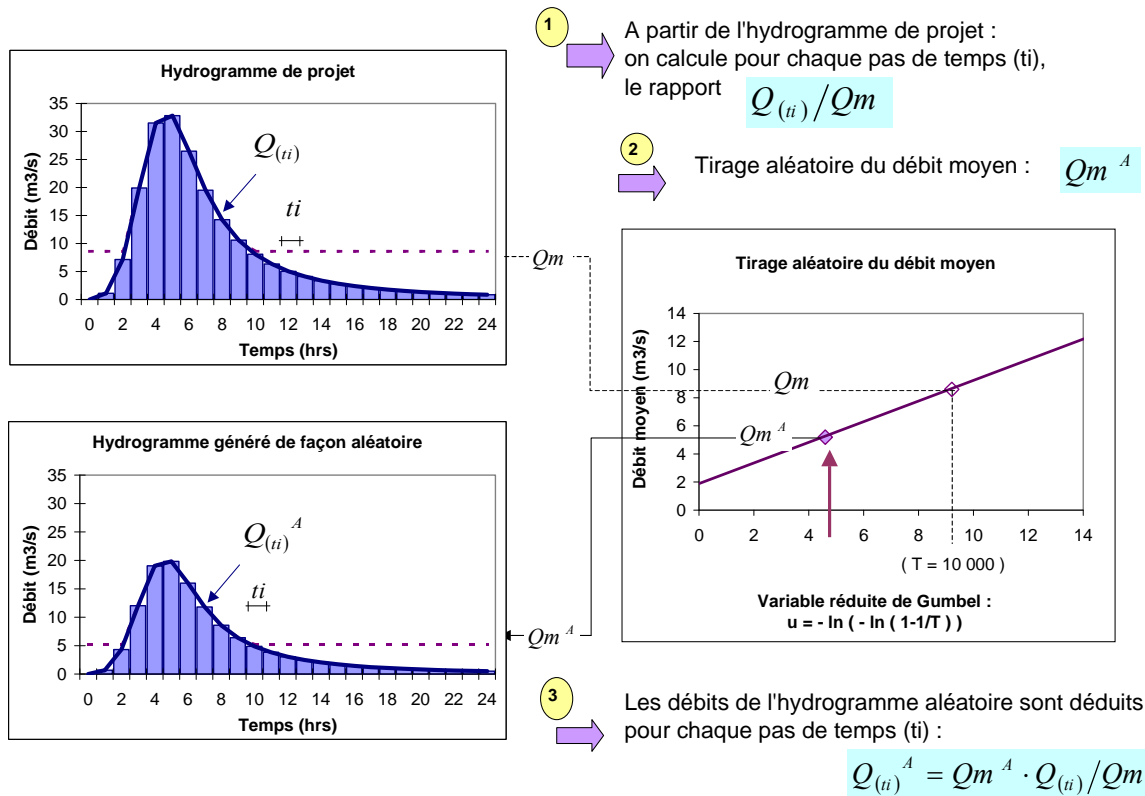 1
A partir de l'hydrogramme de projet :
on calcule pour chaque pas de temps (ti),
le rapport Q(ti)/Qm
Hydrogramme de projet
Débit (m3/s)
35
30
25
20
15
10
5
0
Q(ti)
ti
0 2 4 6 8 10 12 14 16 18 20 22 24
Temps (hrs)
Qm
2
Tirage aléatoire du débit moyen : Qm A
Tirage aléatoire du débit moyen
Débit moyen (m3/s)
14
12
10
8
6
4
2
0
Qm
Qm A
0 2 4 6 8 10 12 14
( T = 10 000 )
Variable réduite de Gumbel :
u = - ln ( - ln ( 1-1/T ) )
Hydrogramme généré de façon aléatoire
Débit (m3/s)
35
30
25
20
15
10
5
0
Q(ti) A
ti
0 2 4 6 8 10 12 14 16 18 20 22 24
Temps (hrs)
Qm A
3
Les débits de l'hydrogramme aléatoire sont déduits
pour chaque pas de temps (ti) :
Q(ti) A = Qm A · Q(ti)/Qm